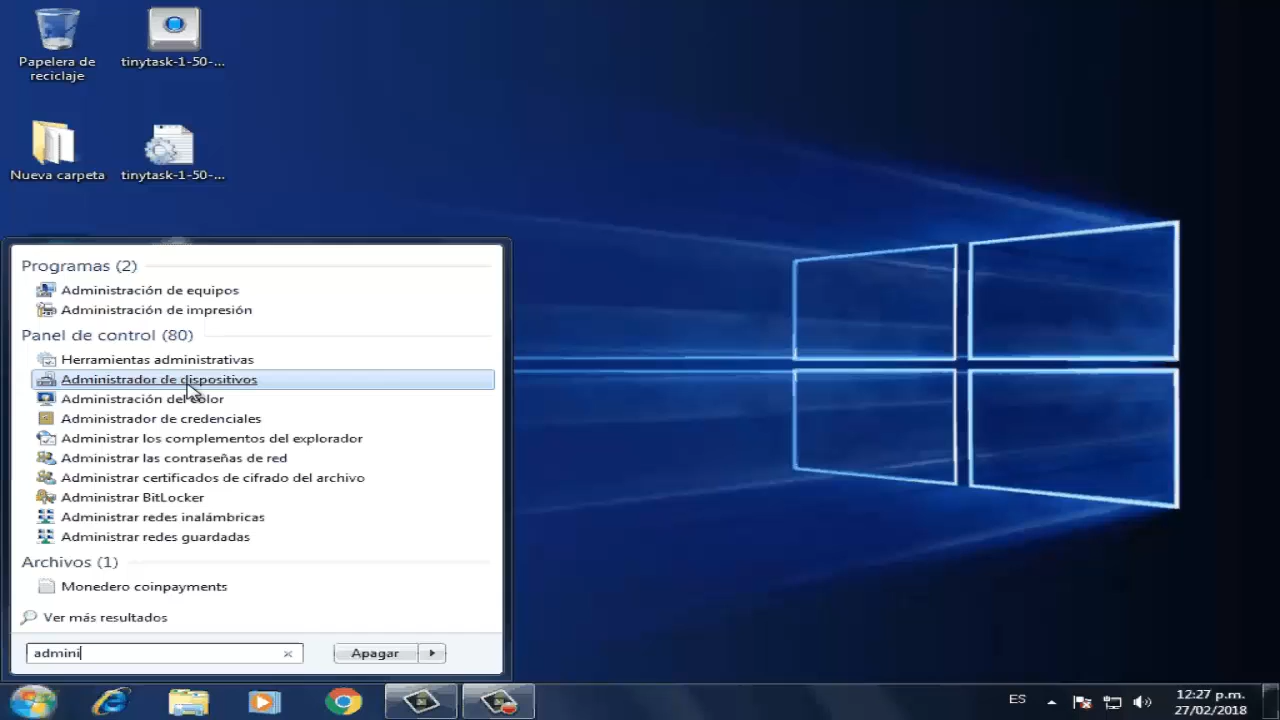 Papelera de
reciclaje
tinytask-1-50-...
Nueva carpeta
tinytask-1-50-...
Programas (2)
Administración de equipos
Administración de impresión
Panel de control (80)
Herramientas administrativas
Administrador de dispositivos
Administración del color
Administrador de credenciales
Administrar los complementos del explorador
Administrar las contraseñas de red
Administrar certificados de cifrado del archivo
Administrar BitLocker
Administrar redes inalámbricas
Administrar redes guardadas
Archivos (1)
Monedero coinpayments
Ver más resultados
admini
Apagar
ES
12:27 p.m.
27/02/2018